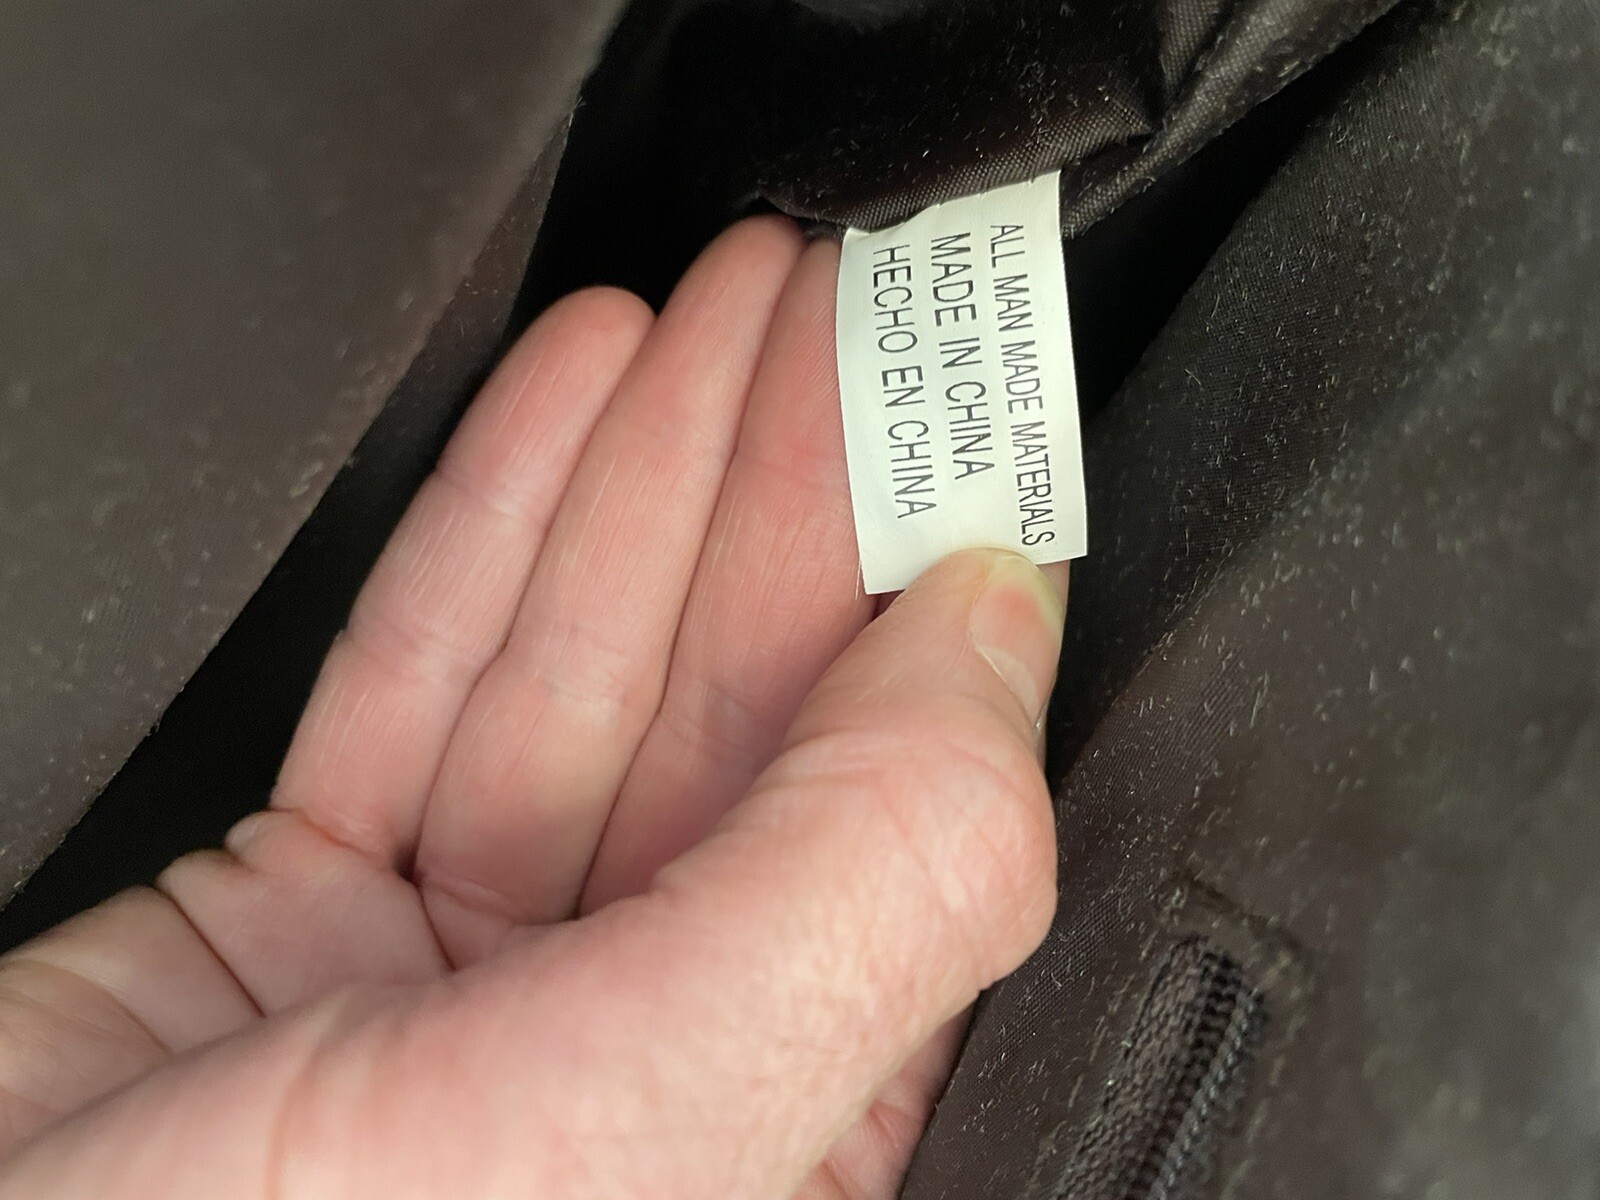 ALL MAN MADE MATERIALS
MADE IN CHINA
HECHO EN CHINA